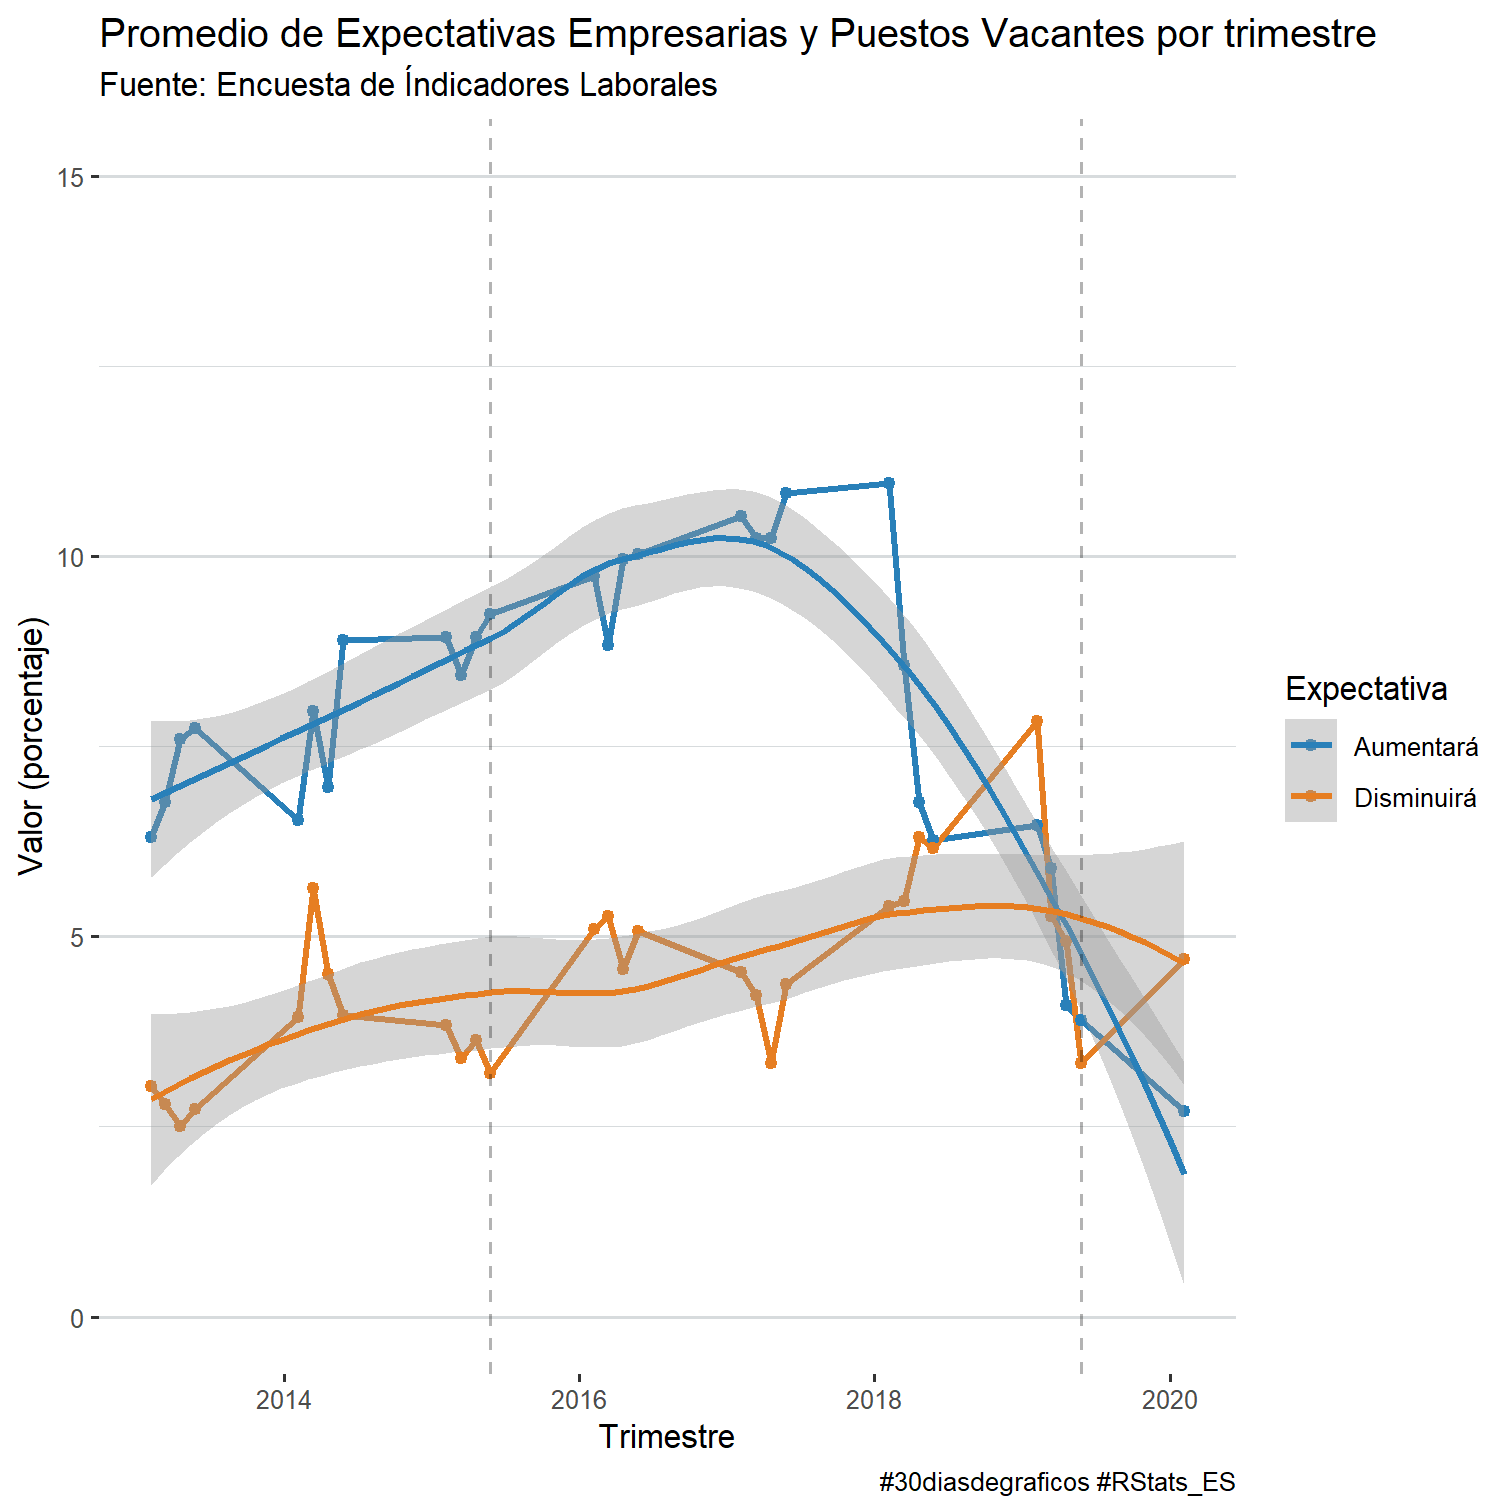 Promedio de Expectativas Empresarias y Puestos Vacantes por trimestre
Fuente: Encuesta de Índicadores Laborales
15
10
5
0
Valor (porcentaje)
2014
2016
2018
2020
Trimestre
Expectativa
Aumentará
Disminuirá
#30diasdegraficos #RStats_ES